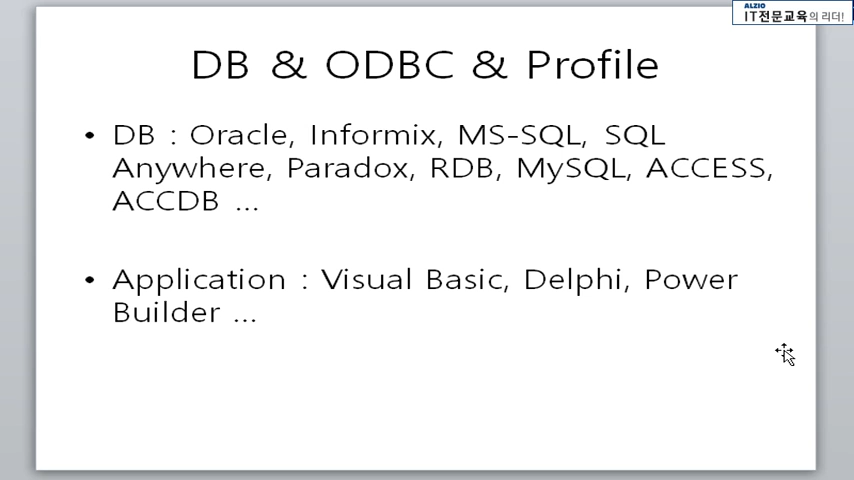 ALZIO
IT전문교육의 리더!
DB & ODBC & Profile
• DB : Oracle, Informix, MS-SQL, SQL
Anywhere, Paradox, RDB, MySQL, ACCESS,
ACCDB ...
• Application : Visual Basic, Delphi, Power
Builder ...